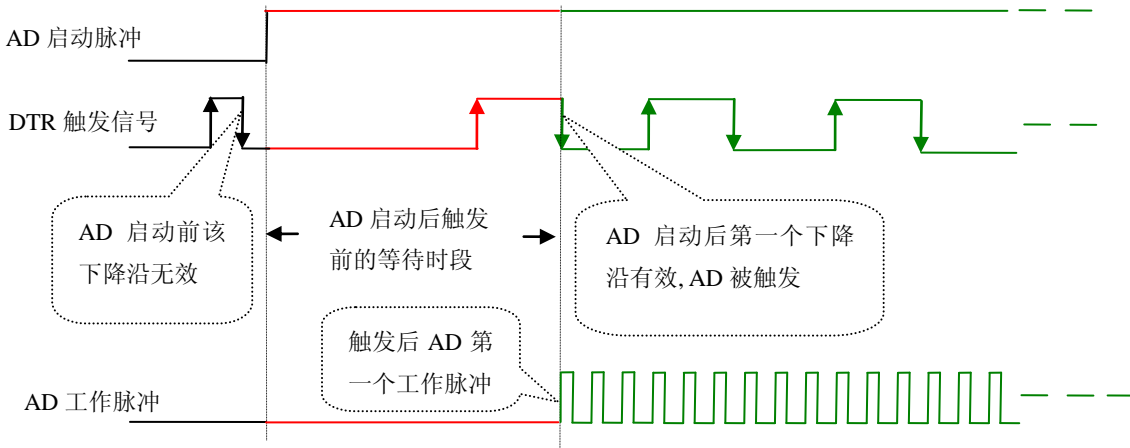 AD 启动脉冲
DTR 触发信号
AD 启动前该
下降沿无效
AD 启动后触发
前的等待时段
AD 启动后第一个下降
沿有效, AD 被触发
触发后 AD 第
一个工作脉冲
AD 工作脉冲